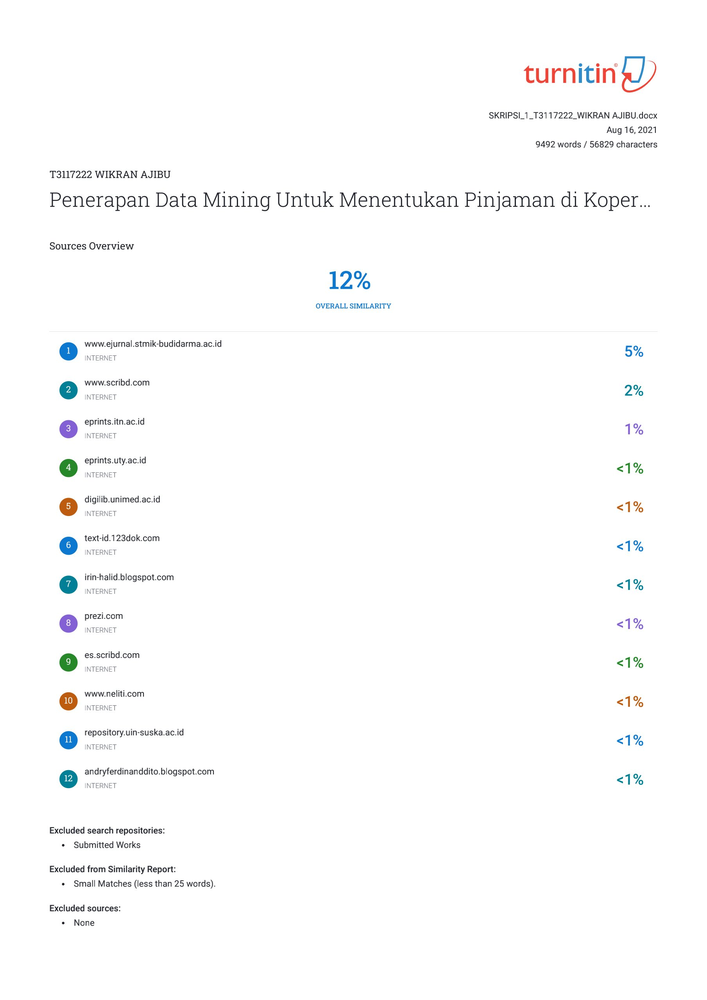 turnitin®
SKRIPSI_1_T3117222_WIKRAN AJIBU.docx
Aug 16, 2021
9492 words / 56829 characters
T3117222 WIKRAN AJIBU
Penerapan Data Mining Untuk Menentukan Pinjaman di Koper...
Sources Overview
12%
OVERALL SIMILARITY
1 www.ejurnal.stmik-budidarma.ac.id 5%
INTERNET
2 www.scribd.com 2%
INTERNET
3 eprints.itn.ac.id 1%
INTERNET
4 eprints.uty.ac.id <1%
INTERNET
5 digilib.unimed.ac.id <1%
INTERNET
6 text-id.123dok.com <1%
INTERNET
7 irin-halid.blogspot.com <1%
INTERNET
8 prezi.com <1%
INTERNET
9 es.scribd.com <1%
INTERNET
10 www.neliti.com <1%
INTERNET
11 repository.uin-suska.ac.id <1%
INTERNET
12 andryferdinanddito.blogspot.com <1%
INTERNET
Excluded search repositories:
• Submitted Works
Excluded from Similarity Report:
• Small Matches (less than 25 words).
Excluded sources:
• None